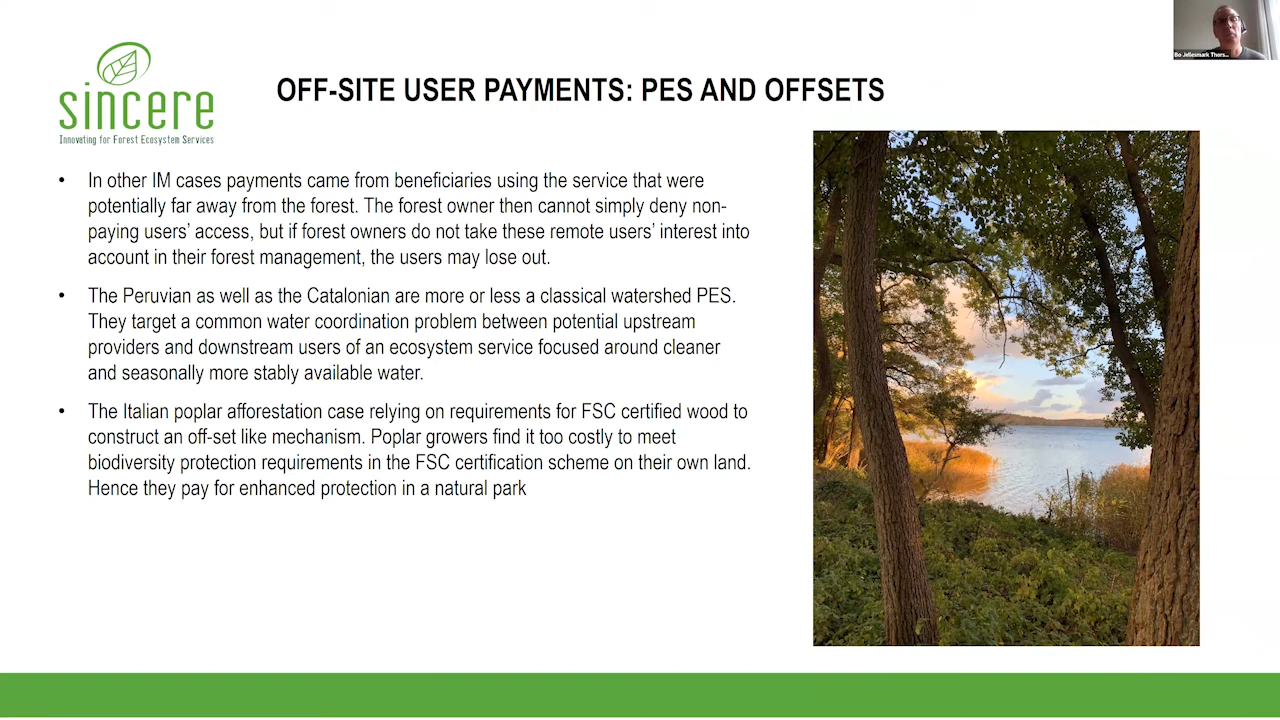 Bo Jellesmark Thors...
sincere
Innovating for Forest Ecosystem Services
OFF-SITE USER PAYMENTS: PES AND OFFSETS
• In other IM cases payments came from beneficiaries using the service that were
potentially far away from the forest. The forest owner then cannot simply deny non-
paying users' access, but if forest owners do not take these remote users' interest into
account in their forest management, the users may lose out.
• The Peruvian as well as the Catalonian are more or less a classical watershed PES.
They target a common water coordination problem between potential upstream
providers and downstream users of an ecosystem service focused around cleaner
and seasonally more stably available water.
• The Italian poplar afforestation case relying on requirements for FSC certified wood to
construct an off-set like mechanism. Poplar growers find it too costly to meet
biodiversity protection requirements in the FSC certification scheme on their own land.
Hence they pay for enhanced protection in a natural park